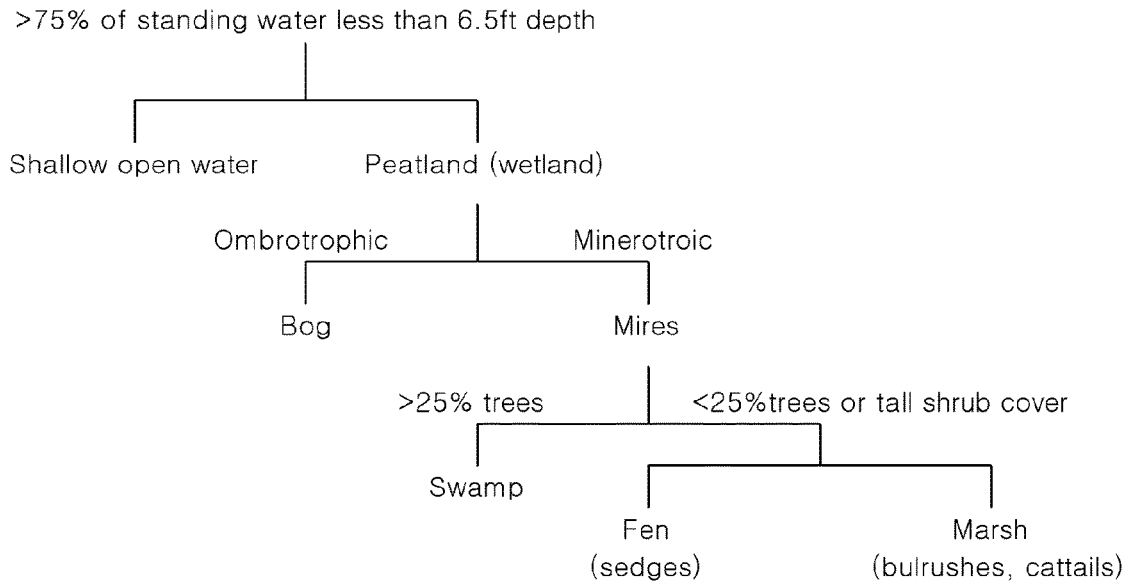 >75% of standing water less than 6.5ft depth
Shallow open water
Peatland (wetland)
Ombrotrophic
Minerotroic
Bog
Mires
>25% trees
<25%trees or tall shrub cover
Swamp
Fen
(sedges)
Marsh
(bulrushes, cattails)